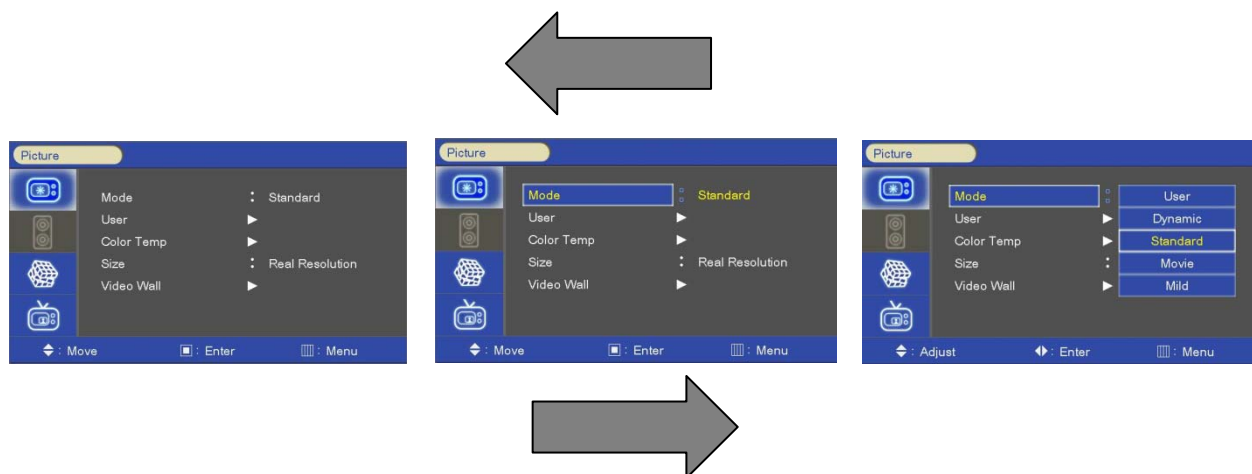 Picture
Mode : Standard
User ▶
Color Temp ▶
Size : Real Resolution
Video Wall ▶
: Move : Enter : Menu
Picture
Mode : Standard
User ▶
Color Temp ▶
Size : Real Resolution
Video Wall ▶
: Move : Enter : Menu
Picture
Mode : User
User ▶ Dynamic
Color Temp ▶ Standard
Size : Movie
Video Wall ▶ Mild
: Adjust : Enter : Menu